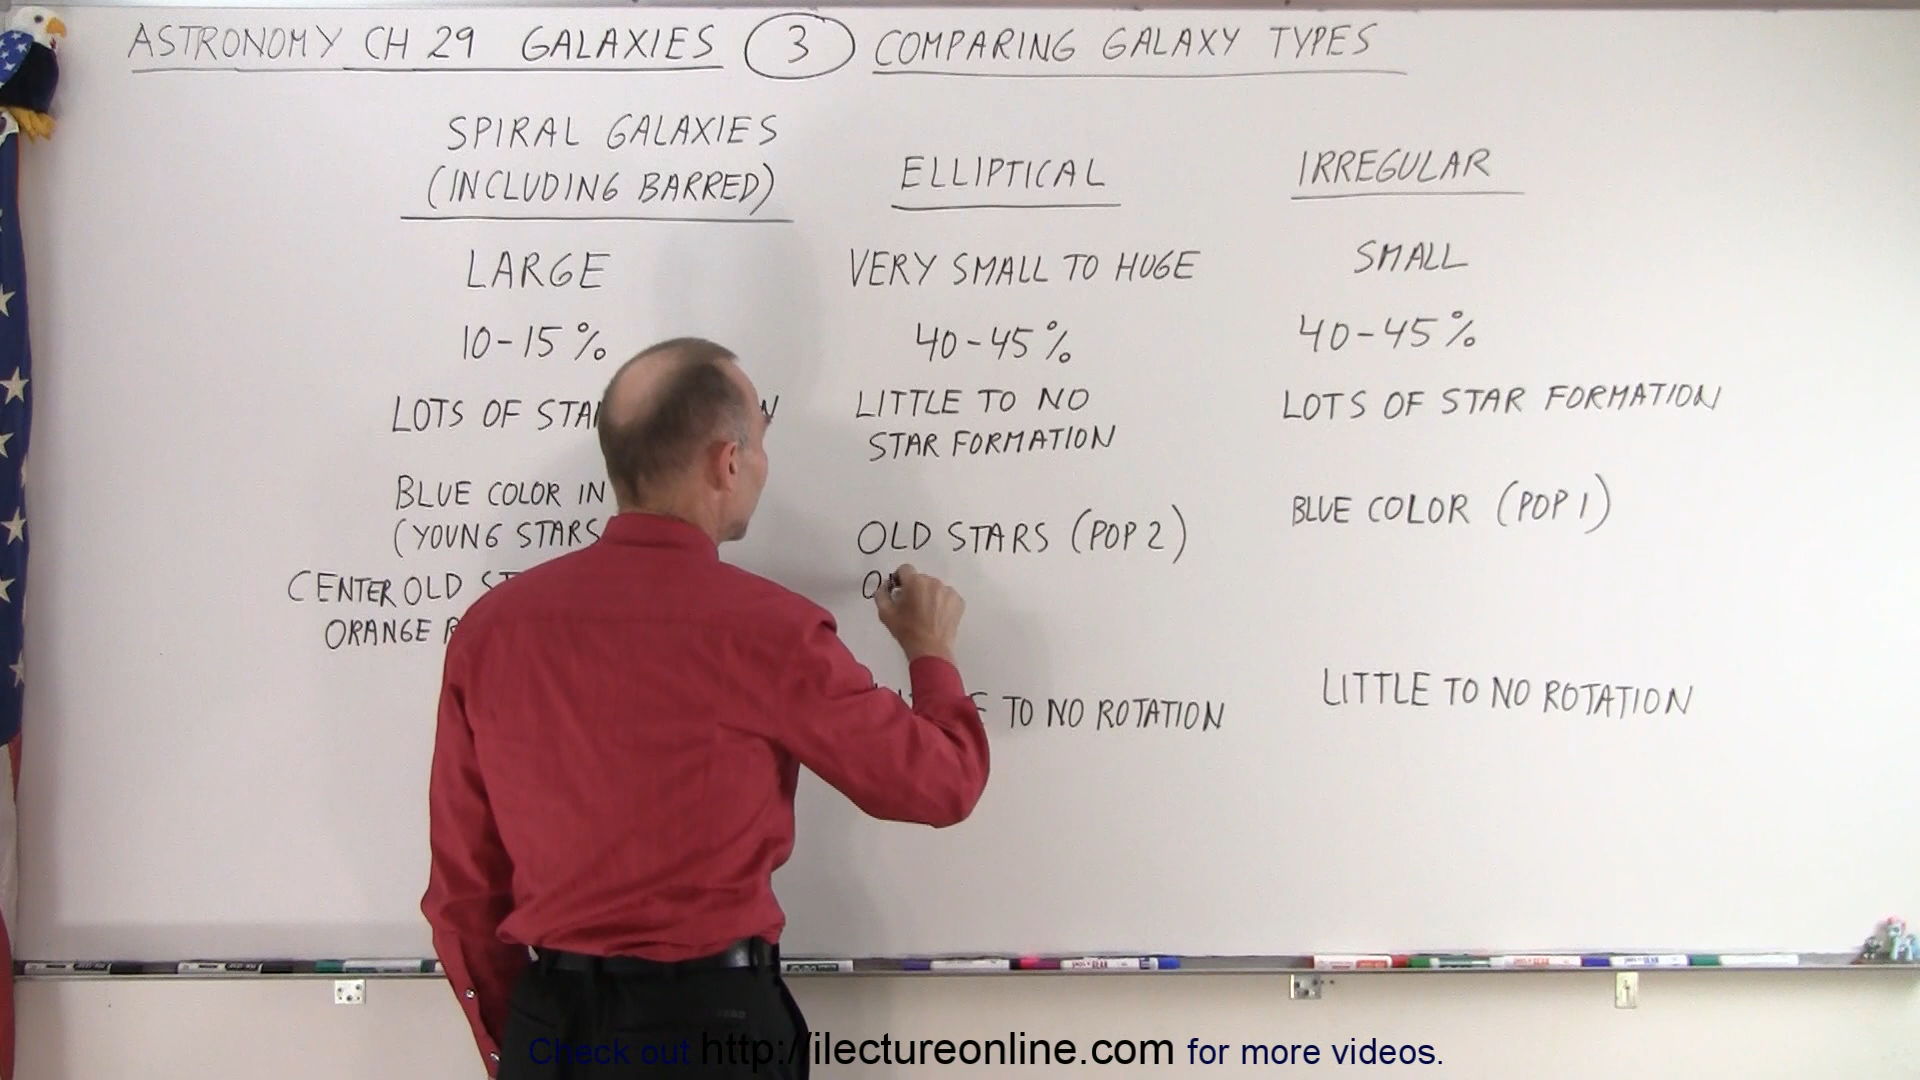 ASTRONOMY CH 29 GALAXIES 3 COMPARING GALAXY TYPES
SPIRAL GALAXIES
(INCLUDING BARRED)
LARGE
10-15%
LOTS OF
BLUE COLOR IN
(YOUNG STARS
CENTER OLD
ORANGE
ELLIPTICAL
VERY SMALL TO HUGE
40-45%
LITTLE TO NO
STAR FORMATION
OLD STARS (POP 2)
TO NO ROTATION
IRREGULAR
SMALL
40-45%
LOTS OF STAR FORMATION
BLUE COLOR (POP 1)
LITTLE TO NO ROTATION
Check out http://ilectureonline.com for more videos.